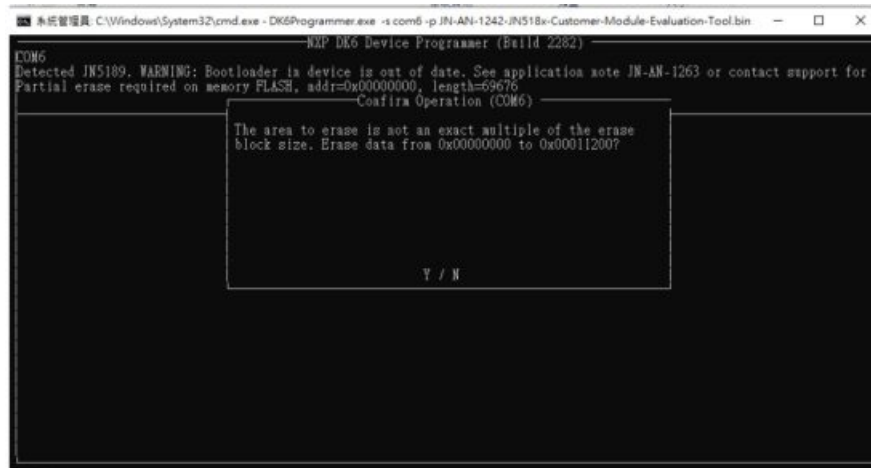 系統管理員: C:\Windows\System32\cmd.exe - DK6Programmer.exe -s com6 -p JN-AN-1242-JN518x-Customer-Module-Evaluation-Tool.bin
NXP DK6 Device Programmer (Build 2282)
COM6
Detected JN5189. WARNING: Bootloader in device is out of date. See application note JN-AN-1263 or contact support for
Partial erase required on memory FLASH, addr=0x00000000, length=69676
Confirm Operation (COM6)
The area to erase is not an exact multiple of the erase
block size. Erase data from 0x00000000 to 0x00011200?
Y / N